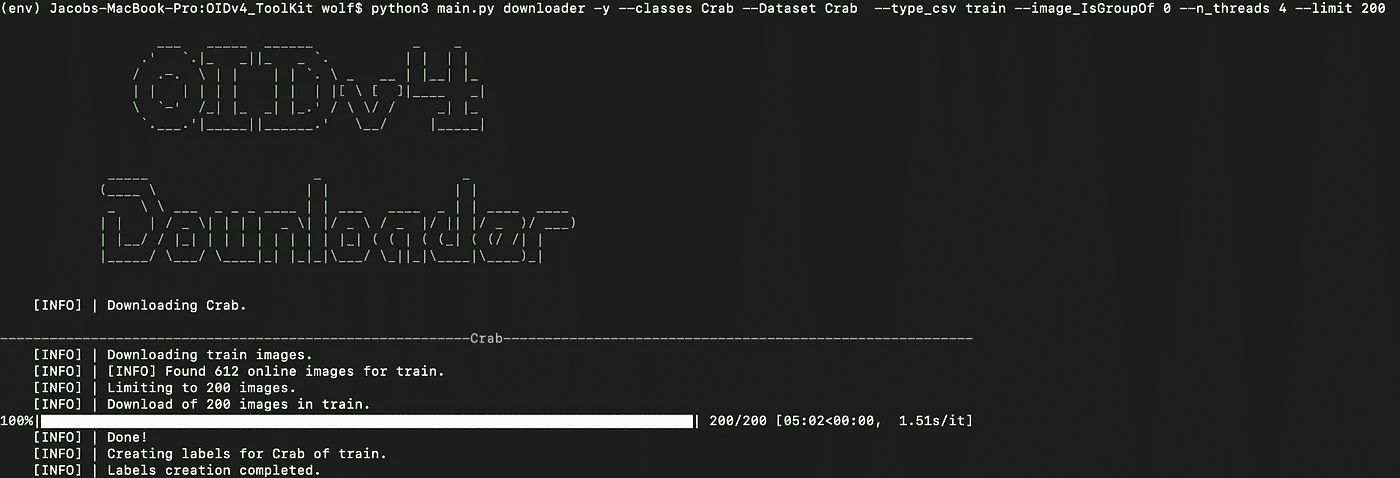 (env) Jacobs-MacBook-Pro:OIDv4_ToolKit wolf$ python3 main.py downloader -y --classes Crab --Dataset Crab  --type_csv train --image_IsGroupOf 0 --n_threads 4 --limit 200
OIDv4
Downloader
[INFO] | Downloading Crab.
Crab
[INFO] | Downloading train images.
[INFO] | [INFO] Found 612 online images for train.
[INFO] | Limiting to 200 images.
[INFO] | Download of 200 images in train.
100%| | 200/200 [05:02<00:00,  1.51s/it]
[INFO] | Done!
[INFO] | Creating labels for Crab of train.
[INFO] | Labels creation completed.